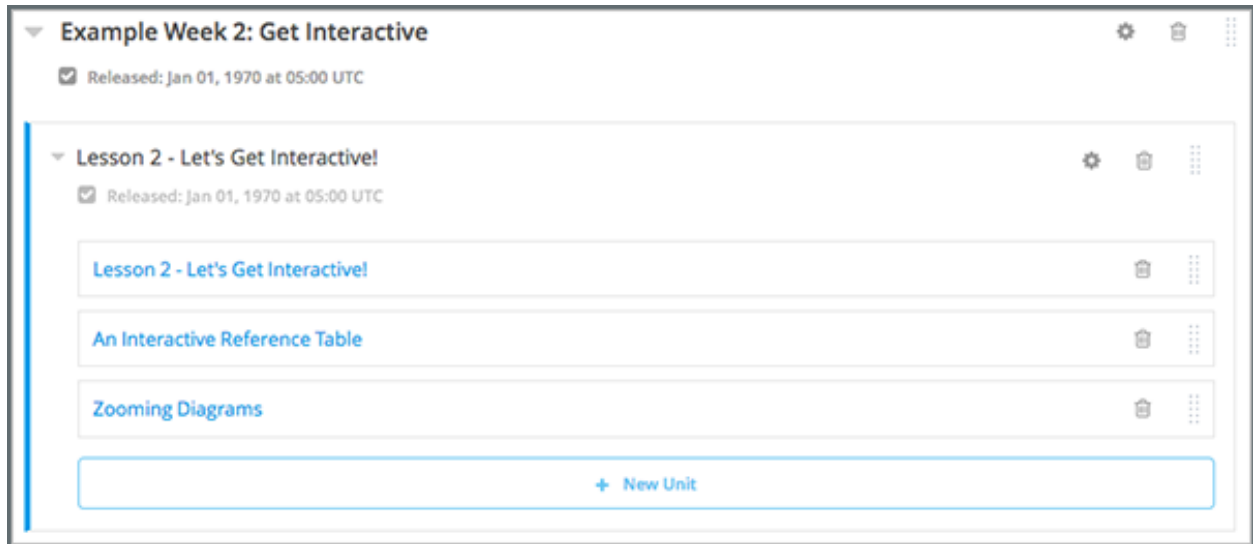 Example Week 2: Get Interactive
Released: Jan 01, 1970 at 05:00 UTC
Lesson 2 - Let's Get Interactive!
Released: Jan 01, 1970 at 05:00 UTC
Lesson 2 - Let's Get Interactive!
An Interactive Reference Table
Zooming Diagrams
+ New Unit